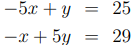 −5x + y = 25
−x + 5y = 29